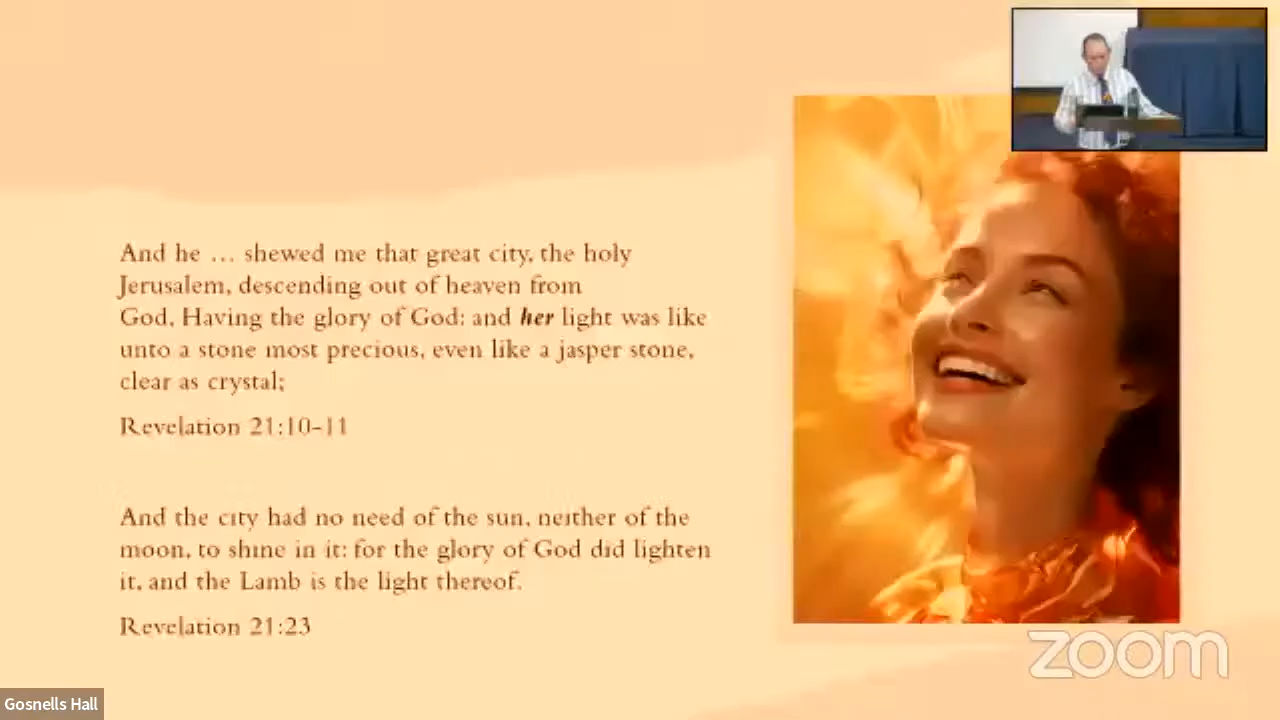 And he … shewed me that great city, the holy
Jerusalem, descending out of heaven from
God, Having the glory of God: and her light was like
unto a stone most precious, even like a jasper stone,
clear as crystal;
Revelation 21:10-11
And the city had no need of the sun, neither of the
moon, to shine in it: for the glory of God did lighten
it, and the Lamb is the light thereof.
Revelation 21:23
zoom
Gosnells Hall